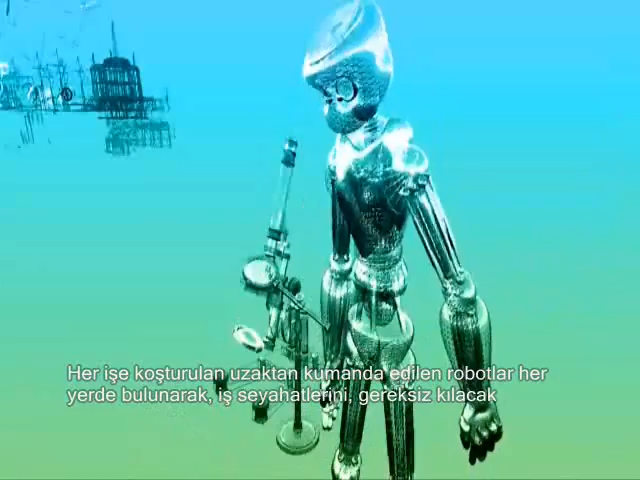 Her işe koşturulan uzaktan kumanda edilen robotlar her
yerde bulunarak, iş seyahatlerini, gereksiz kılacak